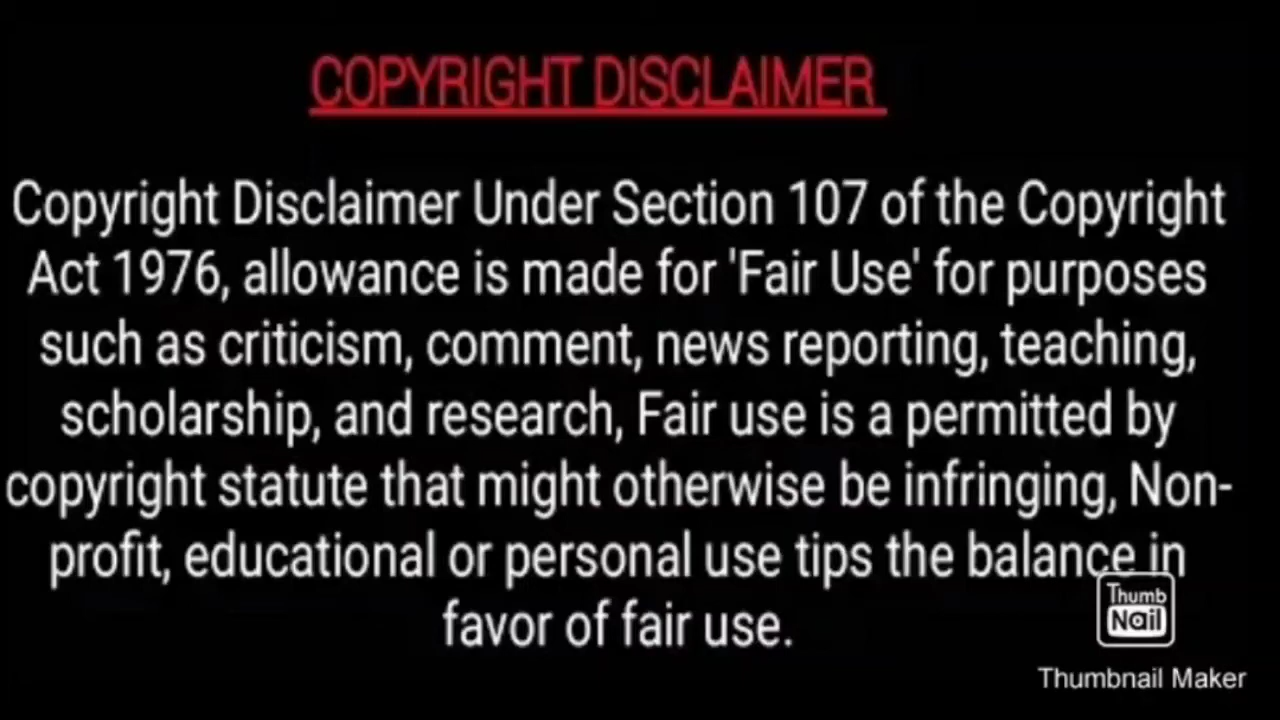 COPYRIGHT DISCLAIMER
Copyright Disclaimer Under Section 107 of the Copyright
Act 1976, allowance is made for 'Fair Use' for purposes
such as criticism, comment, news reporting, teaching,
scholarship, and research, Fair use is a permitted by
copyright statute that might otherwise be infringing, Non-
profit, educational or personal use tips the balance in
favor of fair use.
Thumb
Nail
Thumbnail Maker